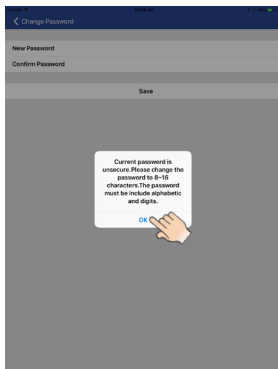 Change Password
New Password
Confirm Password
Save
Current password is
unsecure.Please change the
password to 8~16
characters.The password
must be include alphabetic
and digits.
OK